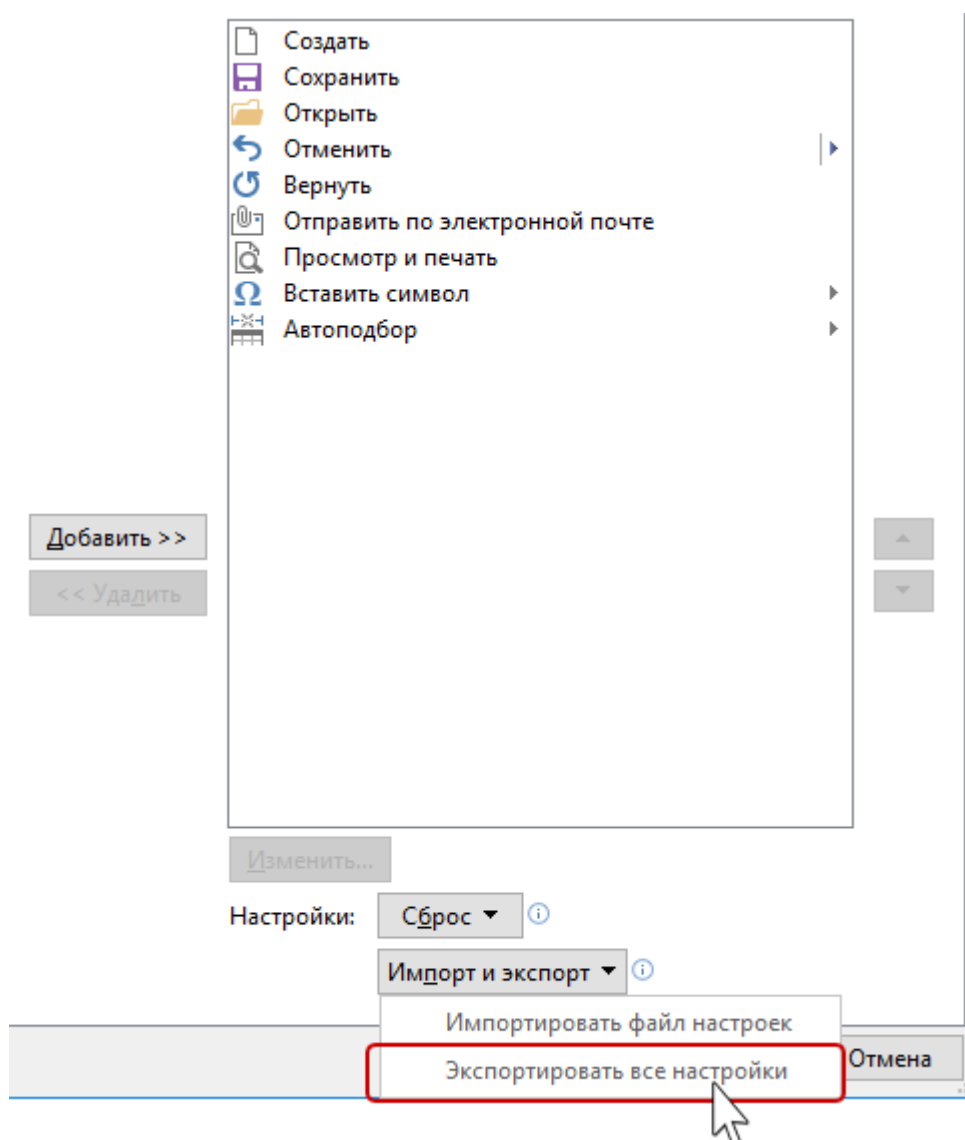 Создать
Сохранить
Открыть
Отменить
Вернуть
Отправить по электронной почте
Просмотр и печать
Вставить символ
Автоподбор
Добавить >>
<< Удалить
Изменить...
Настройки: Сброс
Импорт и экспорт
Импортировать файл настроек
Экспортировать все настройки
Отмена